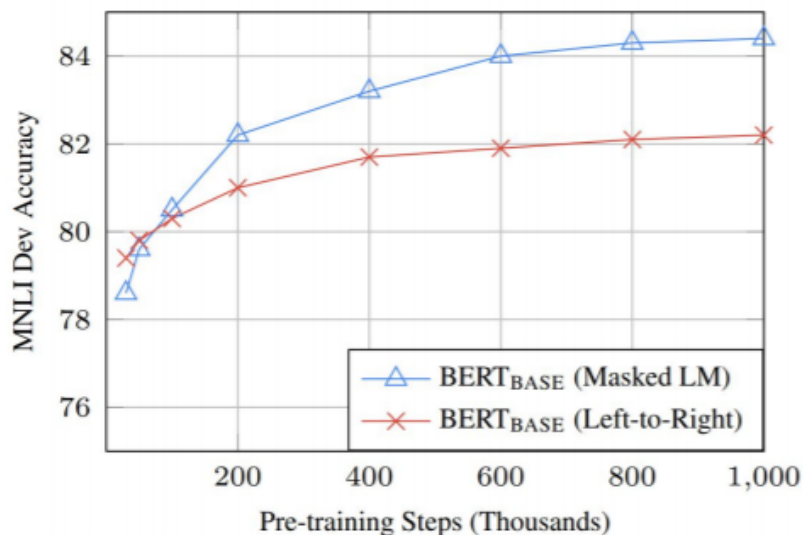 84
82
80
78
76
MNLI Dev Accuracy
BERTBASE (Masked LM)
BERTBASE (Left-to-Right)
200 400 600 800 1,000
Pre-training Steps (Thousands)